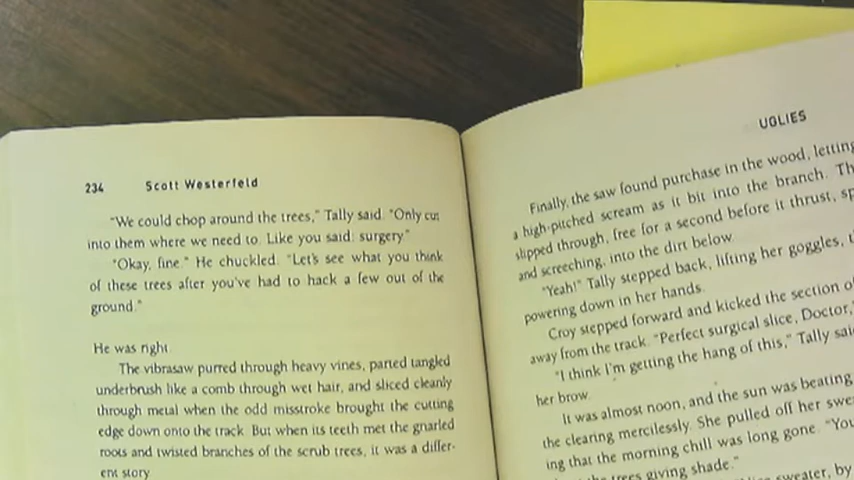 234 Scott Westerfeld
"We could chop around the trees," Tally said. "Only cut
into them where we need to. Like you said: surgery."
"Okay, fine." He chuckled. "Let's see what you think
of these trees after you've had to hack a few out of the
ground."
He was right.
The vibrasaw purred through heavy vines, parted tangled
underbrush like a comb through wet hair, and sliced cleanly
through metal when the odd misstroke brought the cutting
edge down onto the track. But when its teeth met the gnarled
roots and twisted branches of the scrub trees, it was a differ-
ent story
UGLIES
Finally, the saw found purchase in the wood, letting
a high-pitched scream as it bit into the branch. Th
slipped through, free for a second before it thrust, sp
and screeching, into the dirt below.
"Yeah!" Tally stepped back, lifting her goggles, t
powering down in her hands.
Croy stepped forward and kicked the section o
away from the track. "Perfect surgical slice, Doctor,"
"I think I'm getting the hang of this," Tally said
her brow.
It was almost noon, and the sun was beating
the clearing mercilessly. She pulled off her swe
ing that the morning chill was long gone. "You
the trees giving shade."
sweater, by